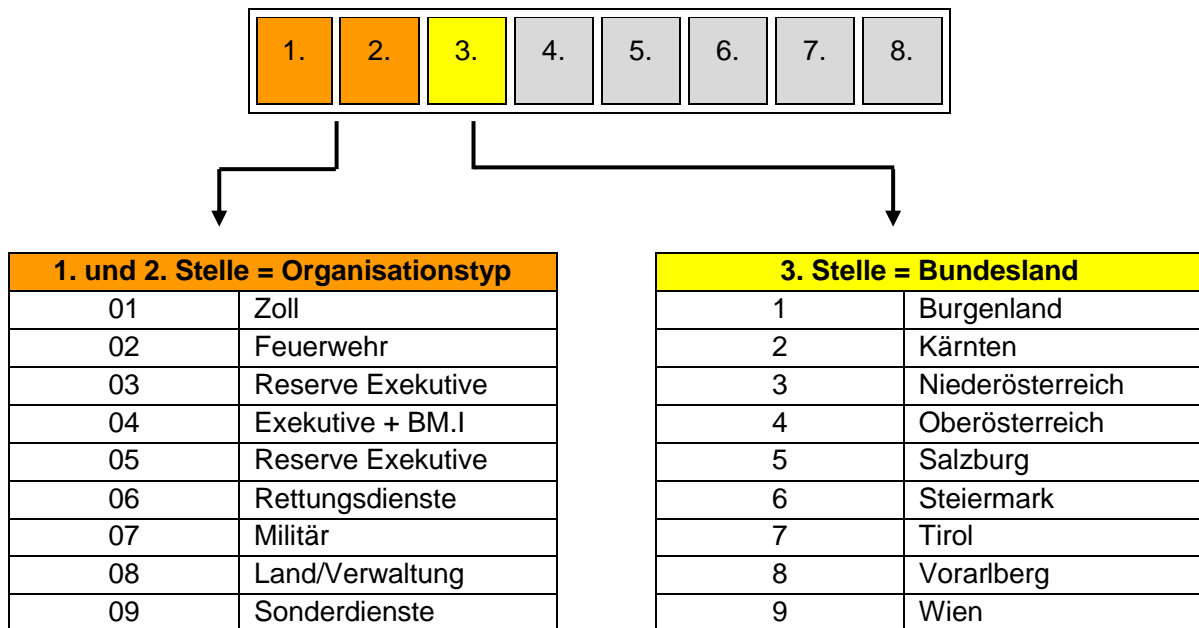 1. 2. 3. 4. 5. 6. 7. 8.
1. und 2. Stelle = Organisationstyp
01 Zoll
02 Feuerwehr
03 Reserve Exekutive
04 Exekutive + BM.I
05 Reserve Exekutive
06 Rettungsdienste
07 Militär
08 Land/Verwaltung
09 Sonderdienste
3. Stelle = Bundesland
1 Burgenland
2 Kärnten
3 Niederösterreich
4 Oberösterreich
5 Salzburg
6 Steiermark
7 Tirol
8 Vorarlberg
9 Wien